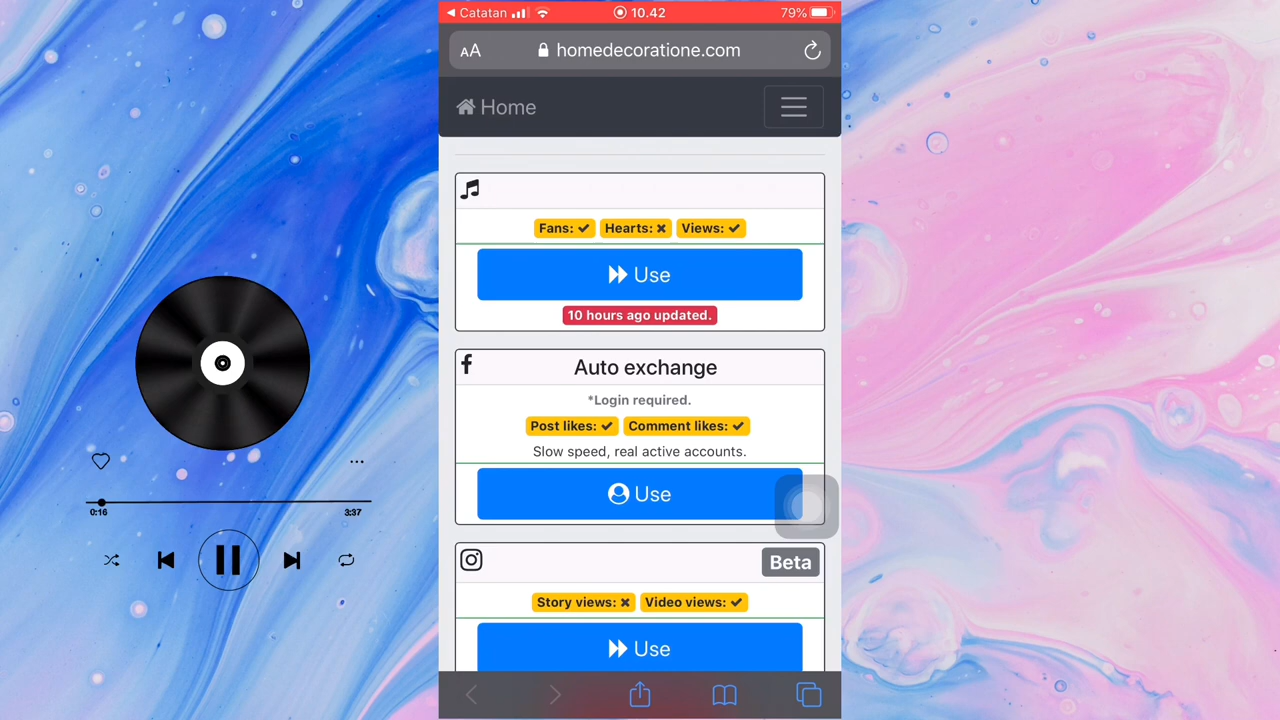 Catatan
10.42
79%
AA
homedecoratione.com
Home
Fans:
Hearts:
Views:
Use
10 hours ago updated.
Auto exchange
*Login required.
Post likes:
Comment likes:
Slow speed, real active accounts.
Use
Beta
Story views:
Video views:
Use
0:16
3:37